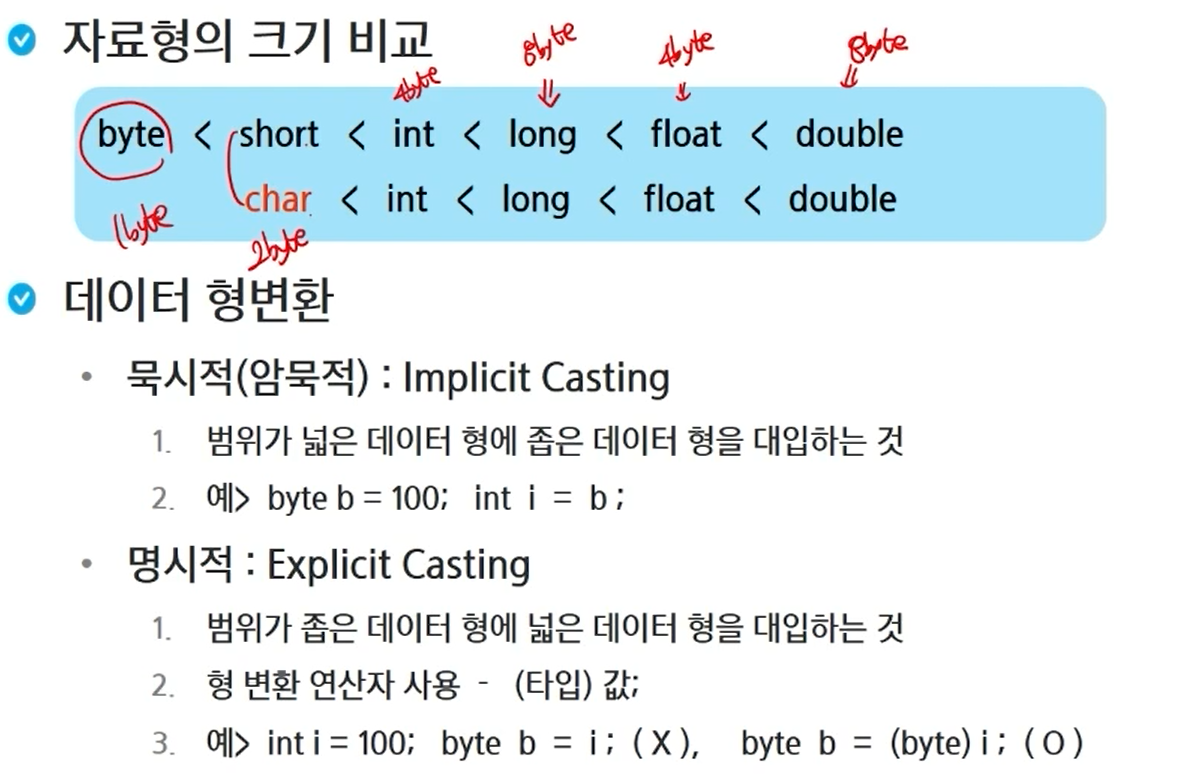 자료형의 크기 비교
4byte 8byte 4byte 8byte
byte < short < int < long < float < double
char < int < long < float < double
1byte 2byte
데이터 형변환
• 묵시적(암묵적) : Implicit Casting
1. 범위가 넓은 데이터 형에 좁은 데이터 형을 대입하는 것
2. 예> byte b = 100; int i = b ;
• 명시적 : Explicit Casting
1. 범위가 좁은 데이터 형에 넓은 데이터 형을 대입하는 것
2. 형 변환 연산자 사용 - (타입) 값;
3. 예> int i = 100; byte b = i ; ( X ), byte b = (byte) i ; ( O )